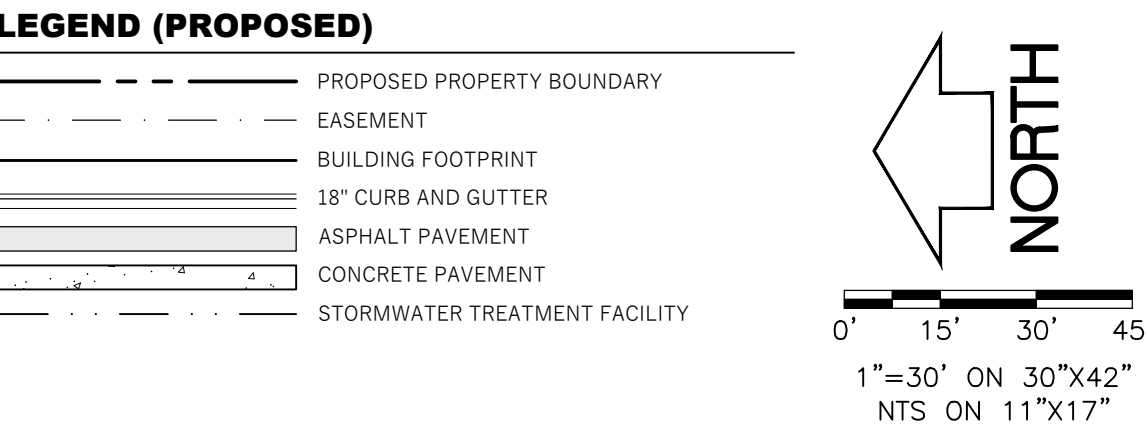 LEGEND (PROPOSED)
PROPOSED PROPERTY BOUNDARY
EASEMENT
BUILDING FOOTPRINT
18" CURB AND GUTTER
ASPHALT PAVEMENT
CONCRETE PAVEMENT
STORMWATER TREATMENT FACILITY
NORTH
0' 15' 30' 45
1"=30' ON 30"X42"
NTS ON 11"X17"